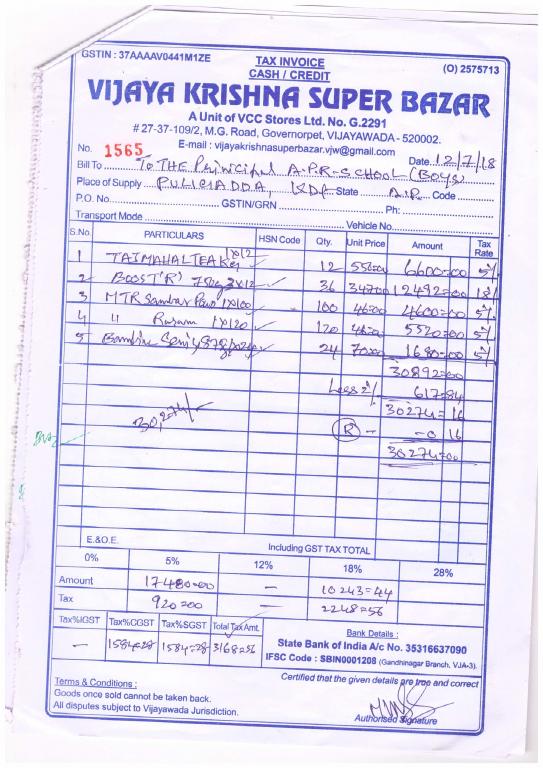 GSTIN : 37AAAAV0441M1ZE TAX INVOICE (O) 2575713
CASH / CREDIT
VIJAYA KRISHNA SUPER BAZAR
A Unit of VCC Stores Ltd. No. G.2291
# 27-37-109/2, M.G. Road, Governorpet, VIJAYAWADA - 520002.
E-mail : vijayakrishnasuperbazar.vjw@gmail.com
No. 1565 Date 12/7/18
Bill To To THE Principal A.P.R-SCHOOL (Boys)
Place of Supply PULIGADDA, State A.P. Code
P.O. No. GSTIN/GRN Ph:
Transport Mode Vehicle No.
S.No. PARTICULARS HSN Code Qty. Unit Price Amount Tax Rate
1 TAJMAHAL TEA 1X12 12 550=00 6600=00 5%
2 BOOST 'R' 36 347=00 12492=00 18%
3 MTR Sambar 1X100 100 46=00 4600=00 5%
4 " Rasam 1X120 120 46=00 5520=00 5%
5 Bambino 24 70=00 1680=00 5%
30892=00
Less 2% 617=84
30274=16
30,274/- R - -0 16
30274=00
E.&O.E. Including GST TAX TOTAL
0% 5% 12% 18% 28%
Amount 17480=00 - 10243=44
Tax 920=00 - 2248=56
Tax%IGST Tax%CGST Tax%SGST Total Tax Amt.
- 1584=28 1584=28 3168=56
Bank Details :
State Bank of India A/c No. 35316637090
IFSC Code : SBIN0001208 (Gandhinagar Branch, VJA-3).
Certified that the given details are true and correct
Terms & Conditions :
Goods once sold cannot be taken back.
All disputes subject to Vijayawada Jurisdiction.
Authorised Signature